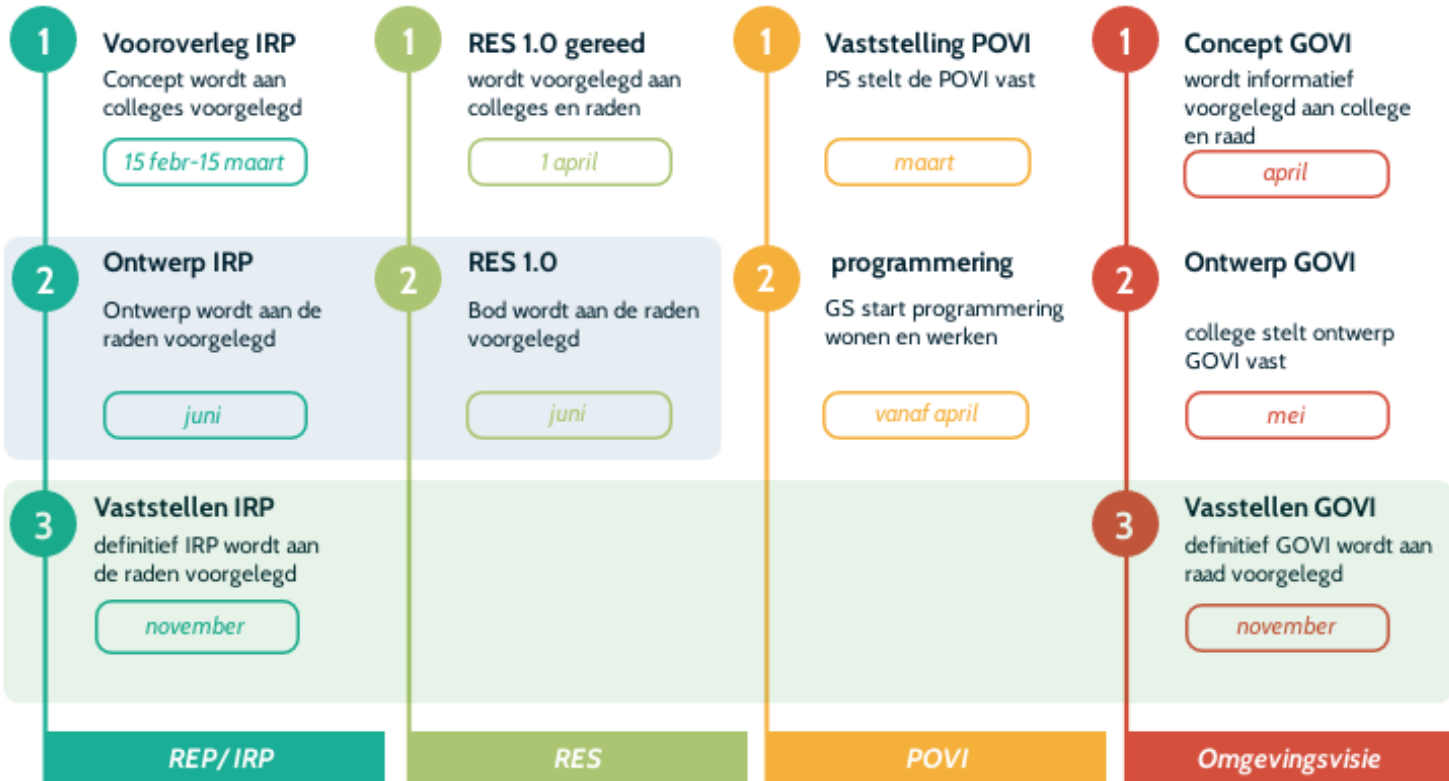 1
Vooroverleg IRP
Concept wordt aan
colleges voorgelegd
15 febr-15 maart
1
RES 1.0 gereed
wordt voorgelegd aan
colleges en raden
1 april
1
Vaststelling POVI
PS stelt de POVI vast
maart
1
Concept GOVI
wordt informatief
voorgelegd aan college
en raad
april
2
Ontwerp IRP
Ontwerp wordt aan de
raden voorgelegd
juni
2
RES 1.0
Bod wordt aan de raden
voorgelegd
juni
2
programmering
GS start programmering
wonen en werken
vanaf april
2
Ontwerp GOVI
college stelt ontwerp
GOVI vast
mei
3
Vaststellen IRP
definitief IRP wordt aan
de raden voorgelegd
november
3
Vasstellen GOVI
definitief GOVI wordt aan
raad voorgelegd
november
REP/ IRP
RES
POVI
Omgevingsvisie